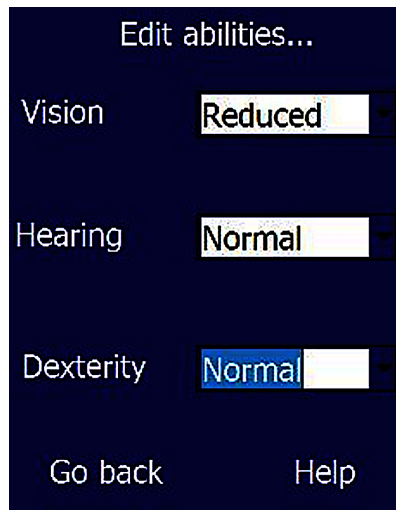 Edit abilities...
Vision Reduced
Hearing Normal
Dexterity Normal
Go back Help